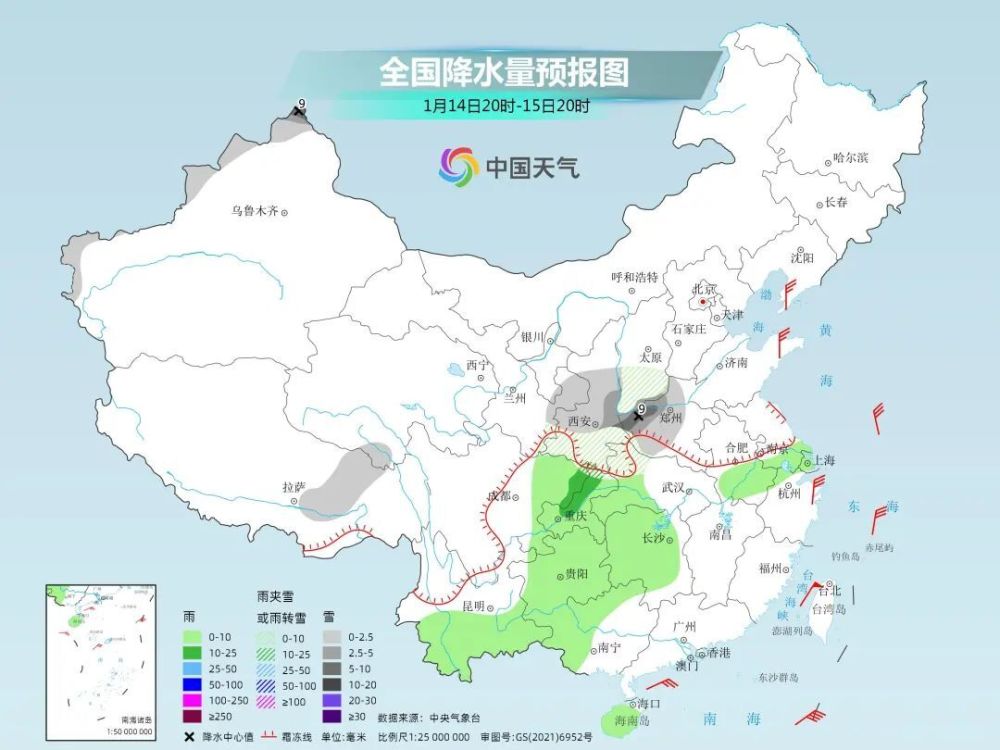 全国降水量预报图
1月14日20时-15日20时
中国天气
9
哈尔滨
乌鲁木齐
长春
沈阳
呼和浩特
北京
渤海
天津
黄海
石家庄
银川
太原
济南
西宁
兰州
9
西安
郑州
合肥
南京
上海
拉萨
成都
武汉
杭州
重庆
东海
长沙
南昌
钓鱼岛
赤尾屿
贵阳
福州
台湾海峡
台北
台湾岛
昆明
澎湖列岛
广州
南宁
香港
澳门
东沙群岛
海口
海南岛
南海
南海诸岛
1:50 000 000
雨
雨夹雪
或雨转雪
雪
0-10
0-10
0-2.5
10-25
10-25
2.5-5
25-50
25-50
5-10
50-100
50-100
10-20
100-250
≥100
20-30
≥250
≥30
数据来源：中央气象台
降水中心值
霜冻线
单位:毫米
比例尺1:25 000 000
审图号:GS(2021)6952号